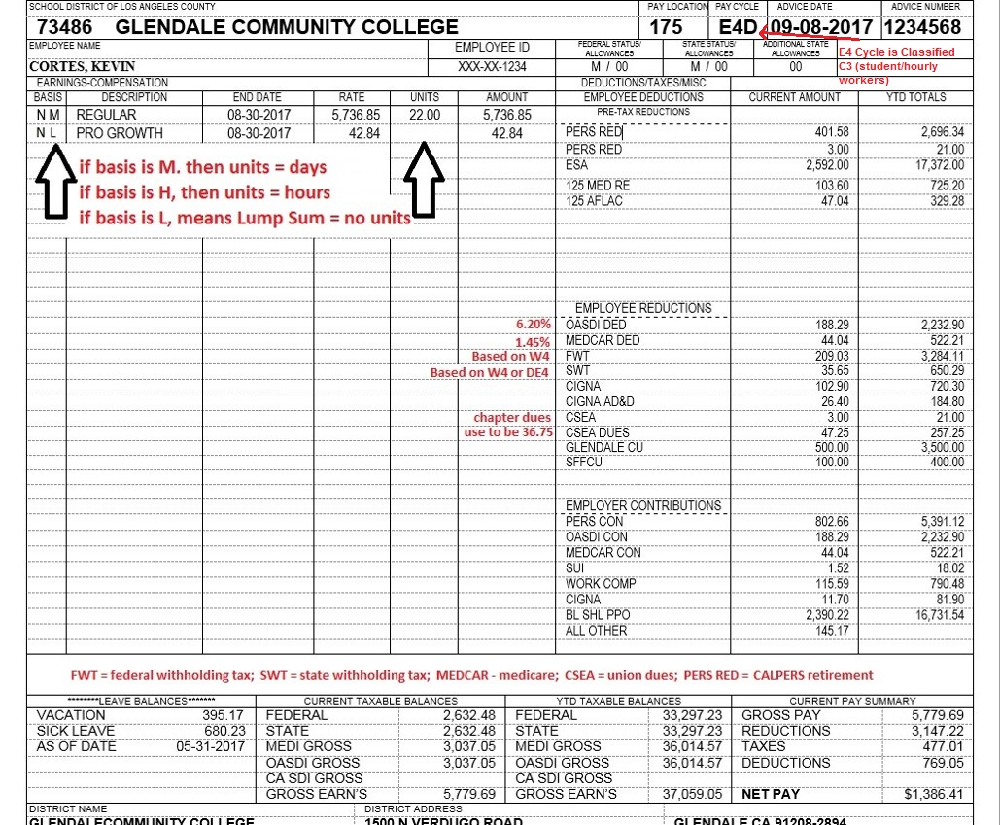 SCHOOL DISTRICT OF LOS ANGELES COUNTY PAY LOCATION PAY CYCLE ADVICE DATE ADVICE NUMBER
73486 GLENDALE COMMUNITY COLLEGE 175 E4D 09-08-2017 1234568
EMPLOYEE NAME EMPLOYEE ID FEDERAL STATUS/ ALLOWANCES STATE STATUS/ ALLOWANCES ADDITIONAL STATE ALLOWANCES E4 Cycle is Classified
CORTES, KEVIN XXX-XX-1234 M / 00 M / 00 00 C3 (student/hourly
workers)
EARNINGS-COMPENSATION DEDUCTIONS/TAXES/MISC
BASIS DESCRIPTION END DATE RATE UNITS AMOUNT EMPLOYEE DEDUCTIONS CURRENT AMOUNT YTD TOTALS
N M REGULAR 08-30-2017 5,736.85 22.00 5,736.85 PRE-TAX REDUCTIONS
N L PRO GROWTH 08-30-2017 42.84 42.84 PERS RED 401.58 2,696.34
PERS RED 3.00 21.00
if basis is M. then units = days ESA 2,592.00 17,372.00
if basis is H, then units = hours 125 MED RE 103.60 725.20
if basis is L, means Lump Sum = no units 125 AFLAC 47.04 329.28
EMPLOYEE REDUCTIONS
6.20% OASDI DED 188.29 2,232.90
1.45% MEDCAR DED 44.04 522.21
Based on W4 FWT 209.03 3,284.11
Based on W4 or DE4 SWT 35.65 650.29
CIGNA 102.90 720.30
CIGNA AD&D 26.40 184.80
chapter dues CSEA 3.00 21.00
use to be 36.75 CSEA DUES 47.25 257.25
GLENDALE CU 500.00 3,500.00
SFFCU 100.00 400.00
EMPLOYER CONTRIBUTIONS
PERS CON 802.66 5,391.12
OASDI CON 188.29 2,232.90
MEDCAR CON 44.04 522.21
SUI 1.52 18.02
WORK COMP 115.59 790.48
CIGNA 11.70 81.90
BL SHL PPO 2,390.22 16,731.54
ALL OTHER 145.17
FWT = federal withholding tax; SWT = state withholding tax; MEDCAR - medicare; CSEA = union dues; PERS RED = CALPERS retirement
********LEAVE BALANCES******* CURRENT TAXABLE BALANCES YTD TAXABLE BALANCES CURRENT PAY SUMMARY
VACATION 395.17 FEDERAL 2,632.48 FEDERAL 33,297.23 GROSS PAY 5,779.69
SICK LEAVE 680.23 STATE 2,632.48 STATE 33,297.23 REDUCTIONS 3,147.22
AS OF DATE 05-31-2017 MEDI GROSS 3,037.05 MEDI GROSS 36,014.57 TAXES 477.01
OASDI GROSS 3,037.05 OASDI GROSS 36,014.57 DEDUCTIONS 769.05
CA SDI GROSS CA SDI GROSS
GROSS EARN'S 5,779.69 GROSS EARN'S 37,059.05 NET PAY $1,386.41
DISTRICT NAME DISTRICT ADDRESS
GLENDALECOMMUNITY COLLEGE 1500 N VERDUGO ROAD GLENDALE CA 91208-2894